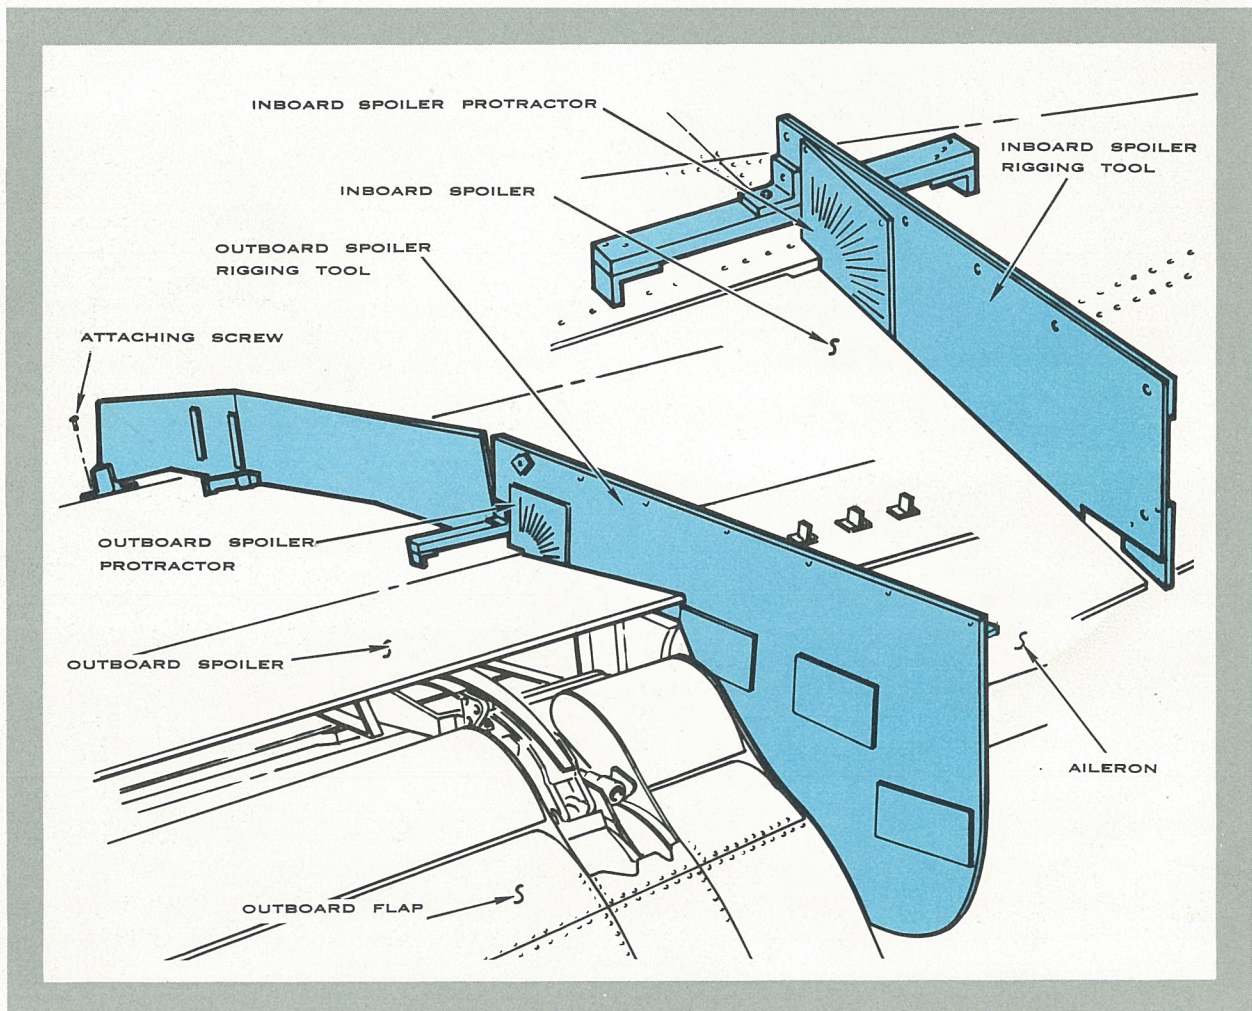 INBOARD SPOILER PROTRACTOR
INBOARD SPOILER
RIGGING TOOL
INBOARD SPOILER
OUTBOARD SPOILER
RIGGING TOOL
ATTACHING SCREW
OUTBOARD SPOILER
PROTRACTOR
OUTBOARD SPOILER
AILERON
OUTBOARD FLAP